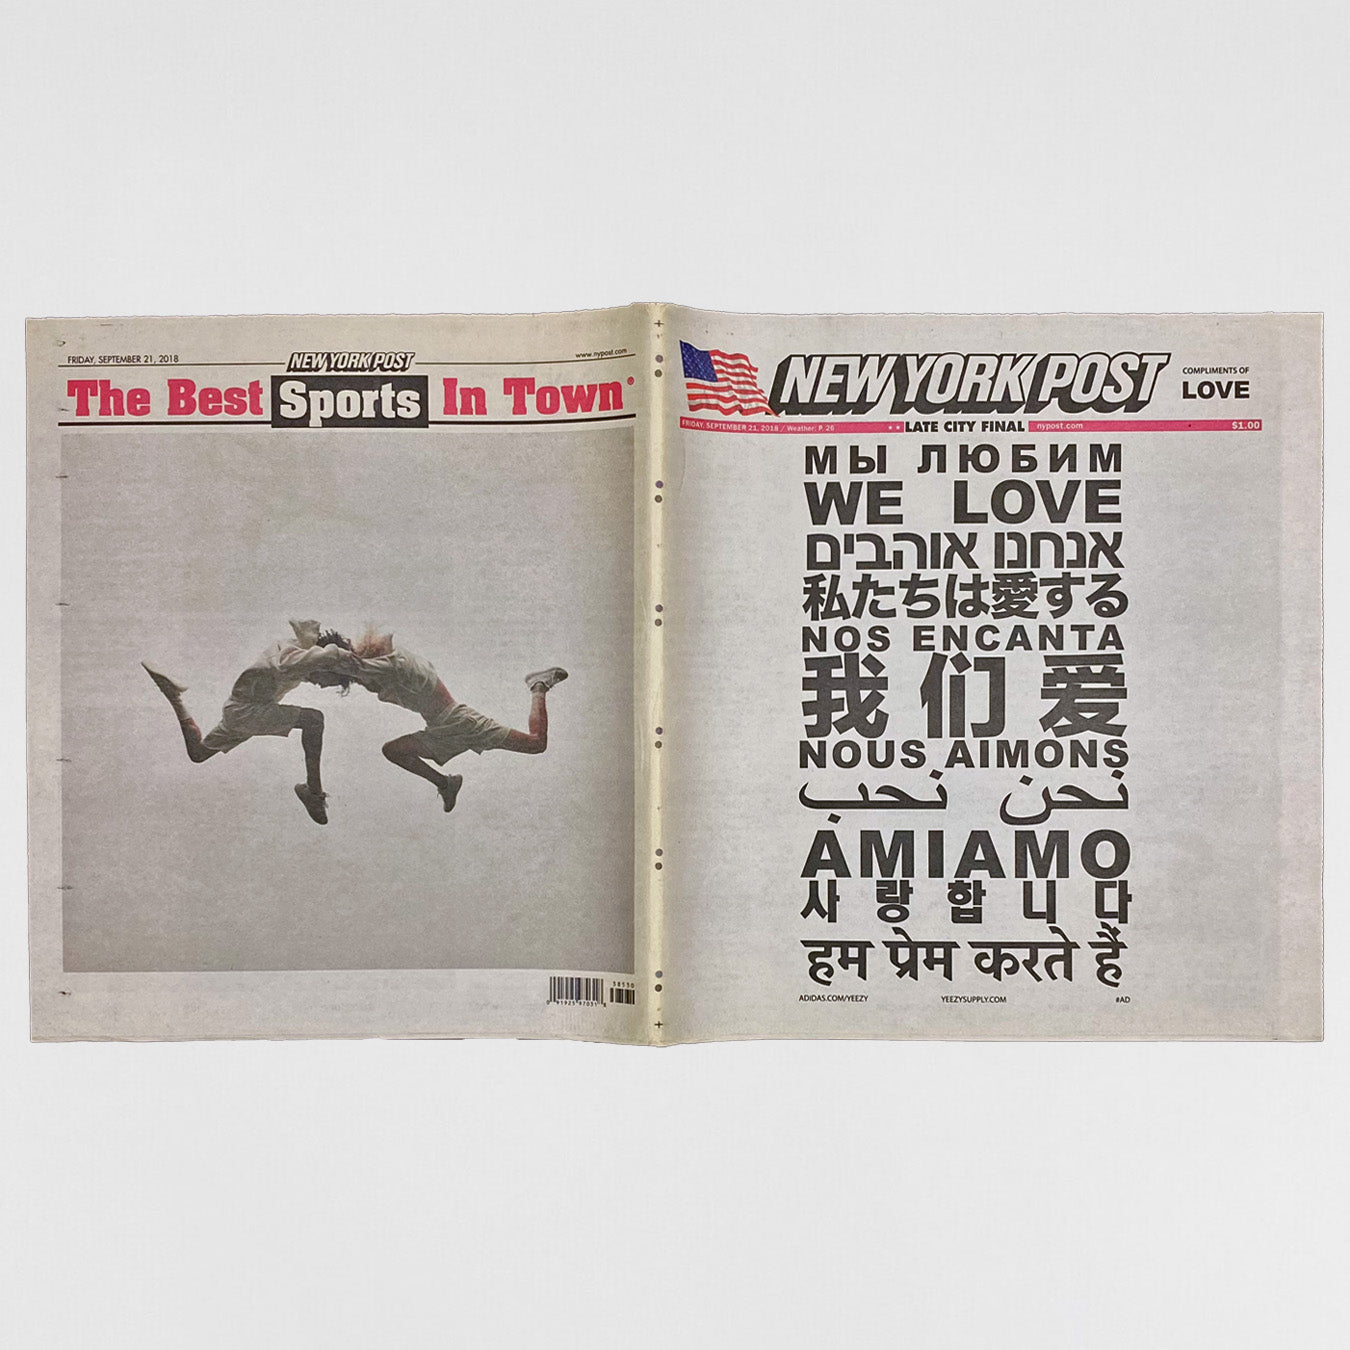 FRIDAY, SEPTEMBER 21, 2018
NEW YORK POST
www.nypost.com
The Best Sports In Town®
NEW YORK POST
COMPLIMENTS OF
LOVE
FRIDAY, SEPTEMBER 21, 2018 / Weather: P. 26
★★ LATE CITY FINAL
nypost.com
$1.00
МЫ ЛЮБИМ
WE LOVE
אנחנו אוהבים
私たちは愛する
NOS ENCANTA
我们爱
NOUS AIMONS
نحن نحب
AMIAMO
사랑합니다
हम प्रेम करते हैं
ADIDAS.COM/YEEZY
YEEZYSUPPLY.COM
#AD